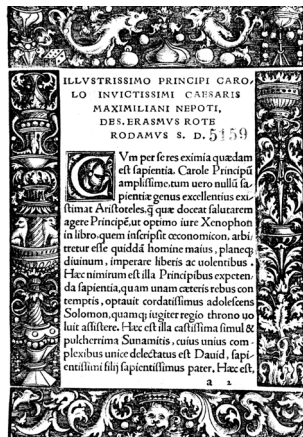 ILLVSTRISSIMO PRINCIPI CARO,
LO INVICTISSIMI CAESARIS
MAXIMILIANI NEPOTI,
DES. ERASMVS ROTE
RODAMVS S. D. 5159
CVm per se res eximia quædam
est sapientia. Carole Principũ
amplissime. tum uero nullũ sa-
pientiæ genus excellentius exi-
stimat Aristoteles. q̃ quæ doceat salutarem
agere Principẽ. ut optimo iure Xenophon
in libro. quem inscripsit œconomicon. arbi-
tretur esse quiddã homine maius, planeq;
diuinum, imperare liberis ac uolentibus.
Hæc nimirum est illa Principibus expeten,
da sapientia, quam unam cæteris rebus con
temptis, optauit cordatissimus adolescens
Solomon, quamq; iugiter regio throno uo
luit assistere. Hæc est illa castissima simul &
pulcherrima Sunamitis, cuius unius com-
plexibus unice delectatus est Dauid, sapi-
entissimi filij sapientissimus pater. Hæc est,
a 2